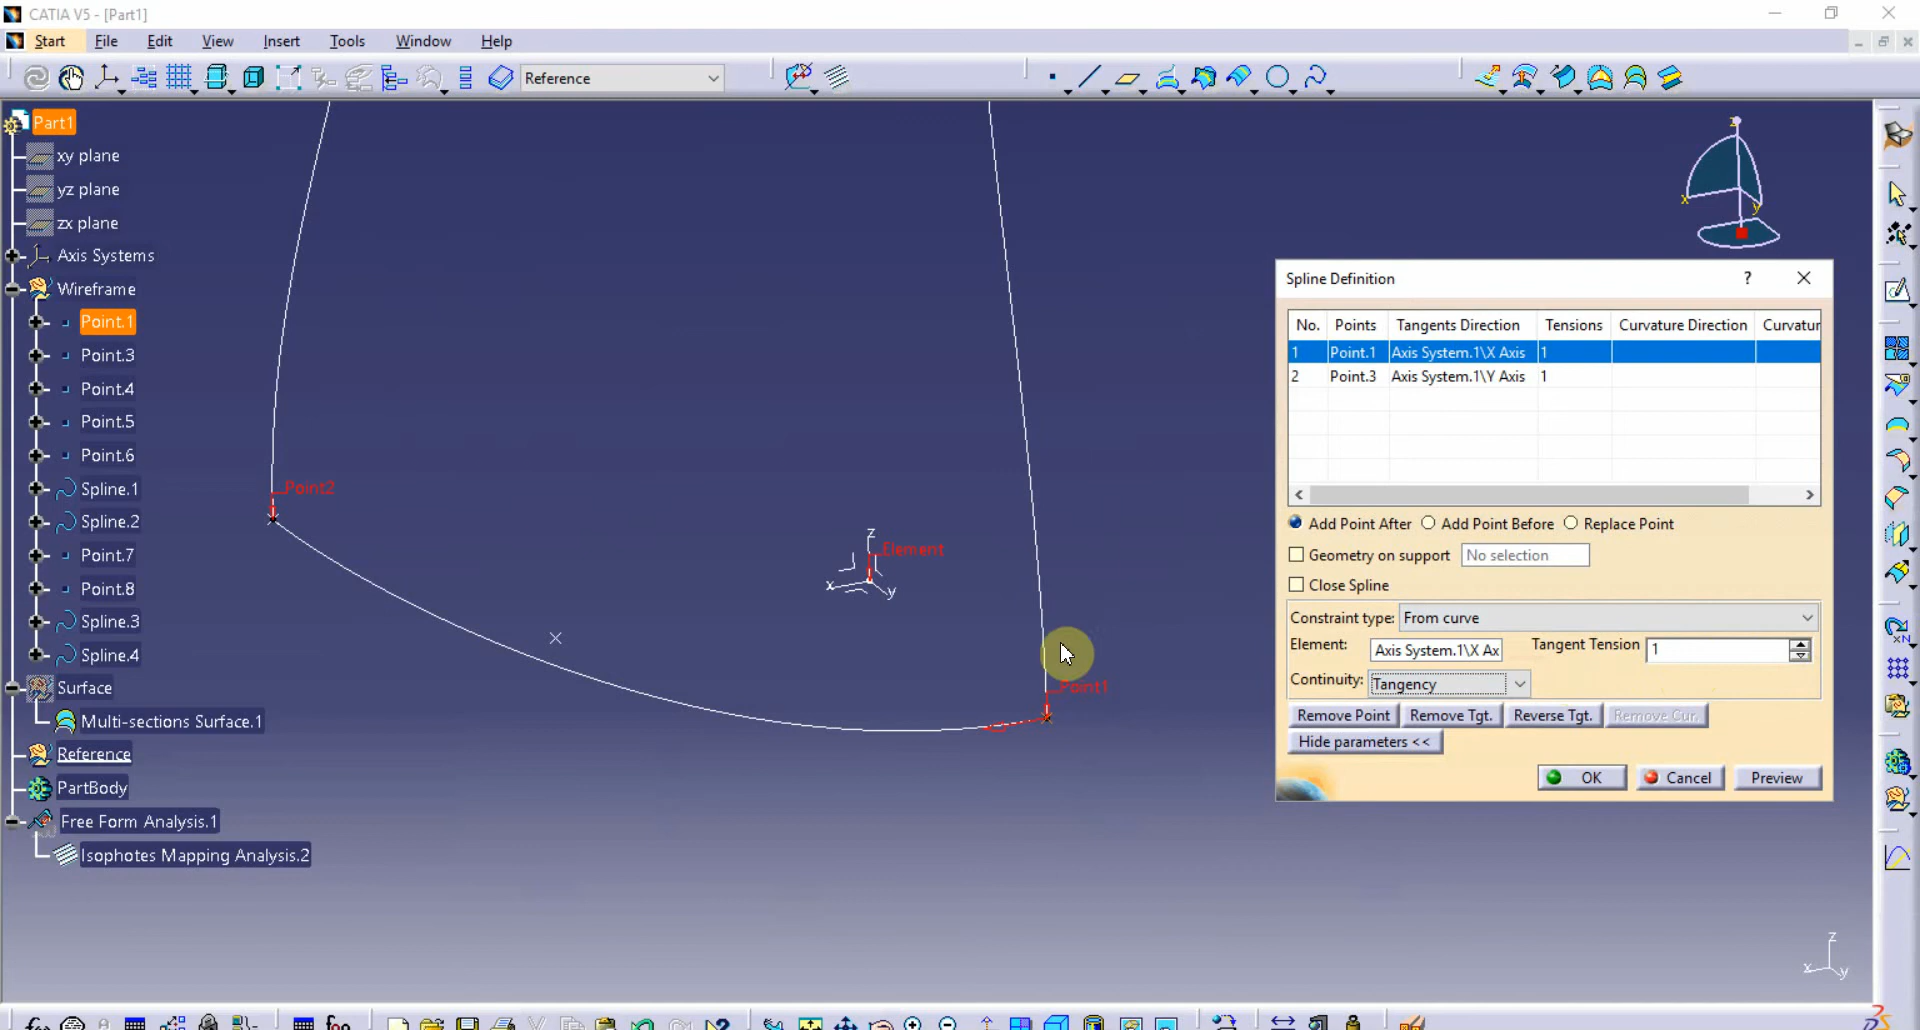 CATIA V5 - [Part1]
Start File Edit View Insert Tools Window Help
Reference
Part1
xy plane
yz plane
zx plane
Axis Systems
Wireframe
Point.1
Point.3
Point.4
Point.5
Point.6
Spline.1
Spline.2
Point.7
Point.8
Spline.3
Spline.4
Surface
Multi-sections Surface.1
Reference
PartBody
Free Form Analysis.1
Isophotes Mapping Analysis.2
Point2
z
Element
x
y
Point1
z
x
y
Spline Definition ?
No. Points Tangents Direction Tensions Curvature Direction Curvatur
1 Point.1 Axis System.1\X Axis 1
2 Point.3 Axis System.1\Y Axis 1
Add Point After Add Point Before Replace Point
Geometry on support No selection
Close Spline
Constraint type: From curve
Element: Axis System.1\X Ax Tangent Tension 1
Continuity: Tangency
Remove Point Remove Tgt. Reverse Tgt. Remove Cur.
Hide parameters <<
OK Cancel Preview
z
x
y